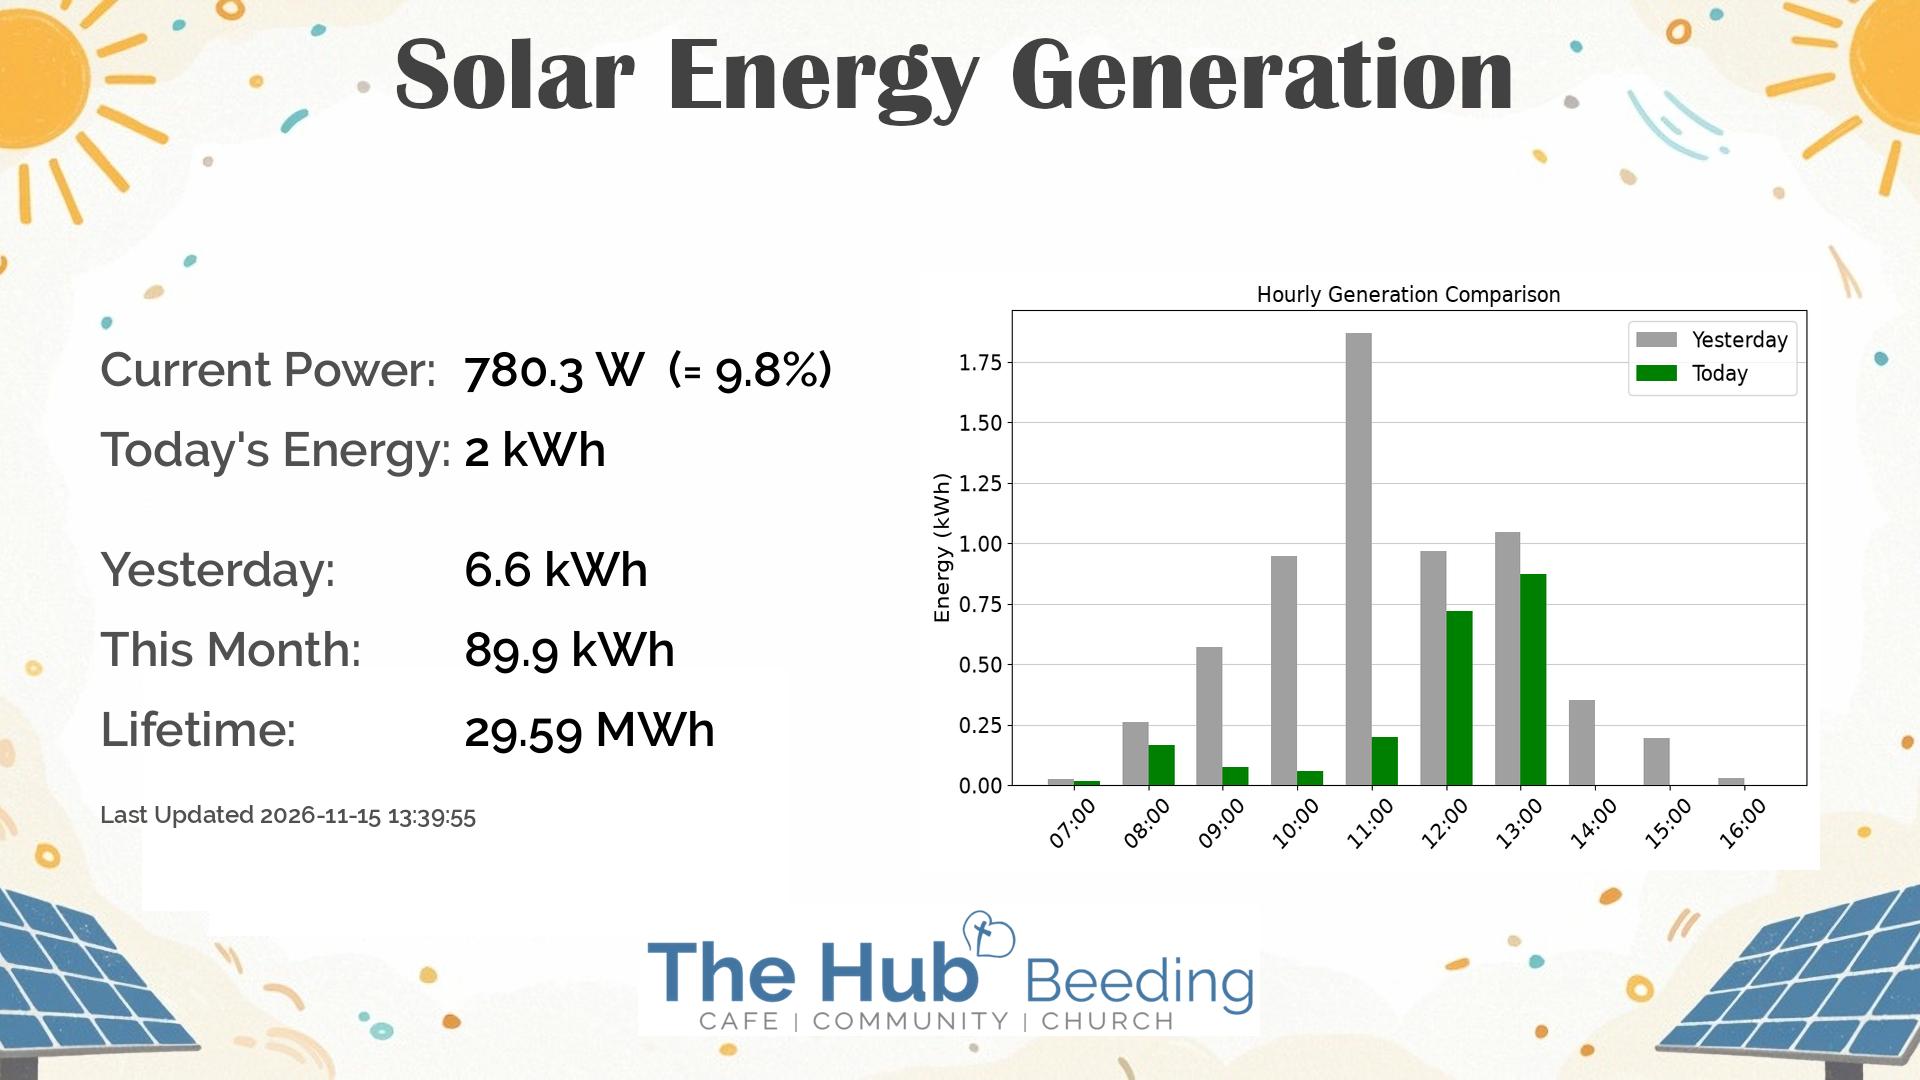 Solar Energy Generation
Current Power: 780.3 W (= 9.8%)
Today's Energy: 2 kWh
Yesterday: 6.6 kWh
This Month: 89.9 kWh
Lifetime: 29.59 MWh
Last Updated 2026-11-15 13:39:55
Hourly Generation Comparison
Yesterday
Today
Energy (kWh)
1.75
1.50
1.25
1.00
0.75
0.50
0.25
0.00
07:00 08:00 09:00 10:00 11:00 12:00 13:00 14:00 15:00 16:00
The Hub Beeding
CAFE | COMMUNITY | CHURCH